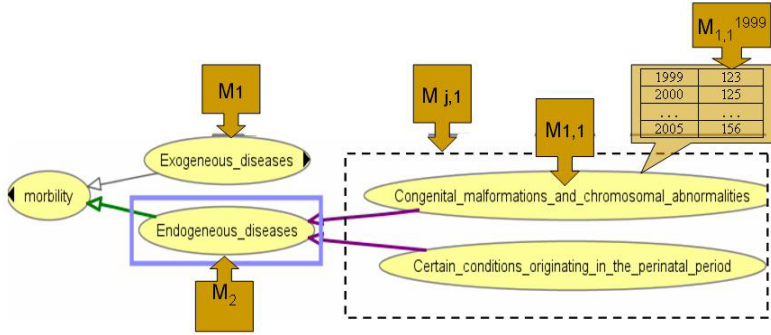 M1,1 1999
M1
M j,1
M1,1
1999 123
2000 125
... ...
2005 156
Exogeneous_diseases
morbility
Congenital_malformations_and_chromosomal_abnormalities
Endogeneous_diseases
Certain_conditions_originating_in_the_perinatal_period
M2